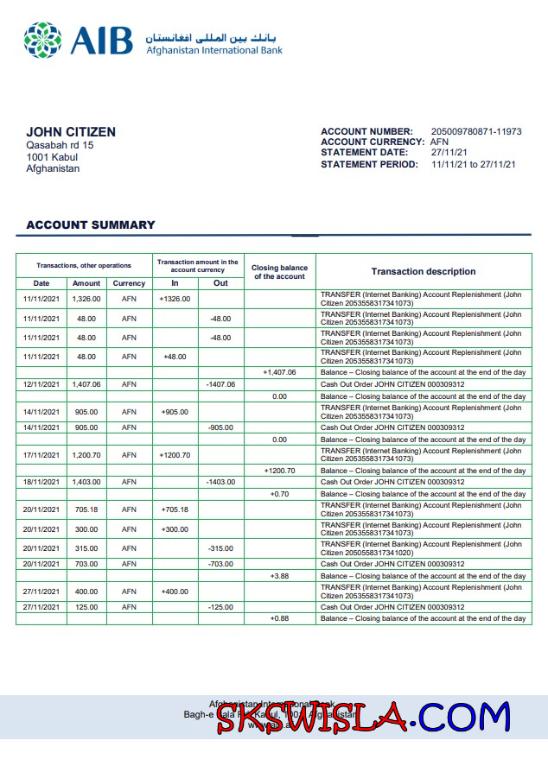 AIB
بانك بين المللی افغانستان
Afghanistan International Bank
JOHN CITIZEN
Qasabah rd 15
1001 Kabul
Afghanistan
ACCOUNT NUMBER: 205009780871-11973
ACCOUNT CURRENCY: AFN
STATEMENT DATE: 27/11/21
STATEMENT PERIOD: 11/11/21 to 27/11/21
ACCOUNT SUMMARY
Transactions, other operations
Transaction amount in the
account currency
Closing balance
of the account
Transaction description
Date Amount Currency In Out
11/11/2021 1,326.00 AFN +1326.00 TRANSFER (Internet Banking) Account Replenishment (John
Citizen 2053558317341073)
11/11/2021 48.00 AFN -48.00 TRANSFER (Internet Banking) Account Replenishment (John
Citizen 2053558317341073)
11/11/2021 48.00 AFN -48.00 TRANSFER (Internet Banking) Account Replenishment (John
Citizen 2053558317341073)
11/11/2021 48.00 AFN +48.00 TRANSFER (Internet Banking) Account Replenishment (John
Citizen 2053558317341073)
+1,407.06 Balance – Closing balance of the account at the end of the day
12/11/2021 1,407.06 AFN -1407.06 Cash Out Order JOHN CITIZEN 000309312
0.00 Balance – Closing balance of the account at the end of the day
14/11/2021 905.00 AFN +905.00 TRANSFER (Internet Banking) Account Replenishment (John
Citizen 2053558317341073)
14/11/2021 905.00 AFN -905.00 Cash Out Order JOHN CITIZEN 000309312
0.00 Balance – Closing balance of the account at the end of the day
17/11/2021 1,200.70 AFN +1200.70 TRANSFER (Internet Banking) Account Replenishment (John
Citizen 2053558317341073)
+1200.70 Balance – Closing balance of the account at the end of the day
18/11/2021 1,403.00 AFN -1403.00 Cash Out Order JOHN CITIZEN 000309312
+0.70 Balance – Closing balance of the account at the end of the day
20/11/2021 705.18 AFN +705.18 TRANSFER (Internet Banking) Account Replenishment (John
Citizen 2053558317341073)
20/11/2021 300.00 AFN +300.00 TRANSFER (Internet Banking) Account Replenishment (John
Citizen 2053558317341073)
20/11/2021 315.00 AFN -315.00 TRANSFER (Internet Banking) Account Replenishment (John
Citizen 2050558317341020)
20/11/2021 703.00 AFN -703.00 Cash Out Order JOHN CITIZEN 000309312
+3.88 Balance – Closing balance of the account at the end of the day
27/11/2021 400.00 AFN +400.00 TRANSFER (Internet Banking) Account Replenishment (John
Citizen 2053558317341073)
27/11/2021 125.00 AFN -125.00 Cash Out Order JOHN CITIZEN 000309312
+0.88 Balance – Closing balance of the account at the end of the day
Bagh-e
SKSWISLA.COM